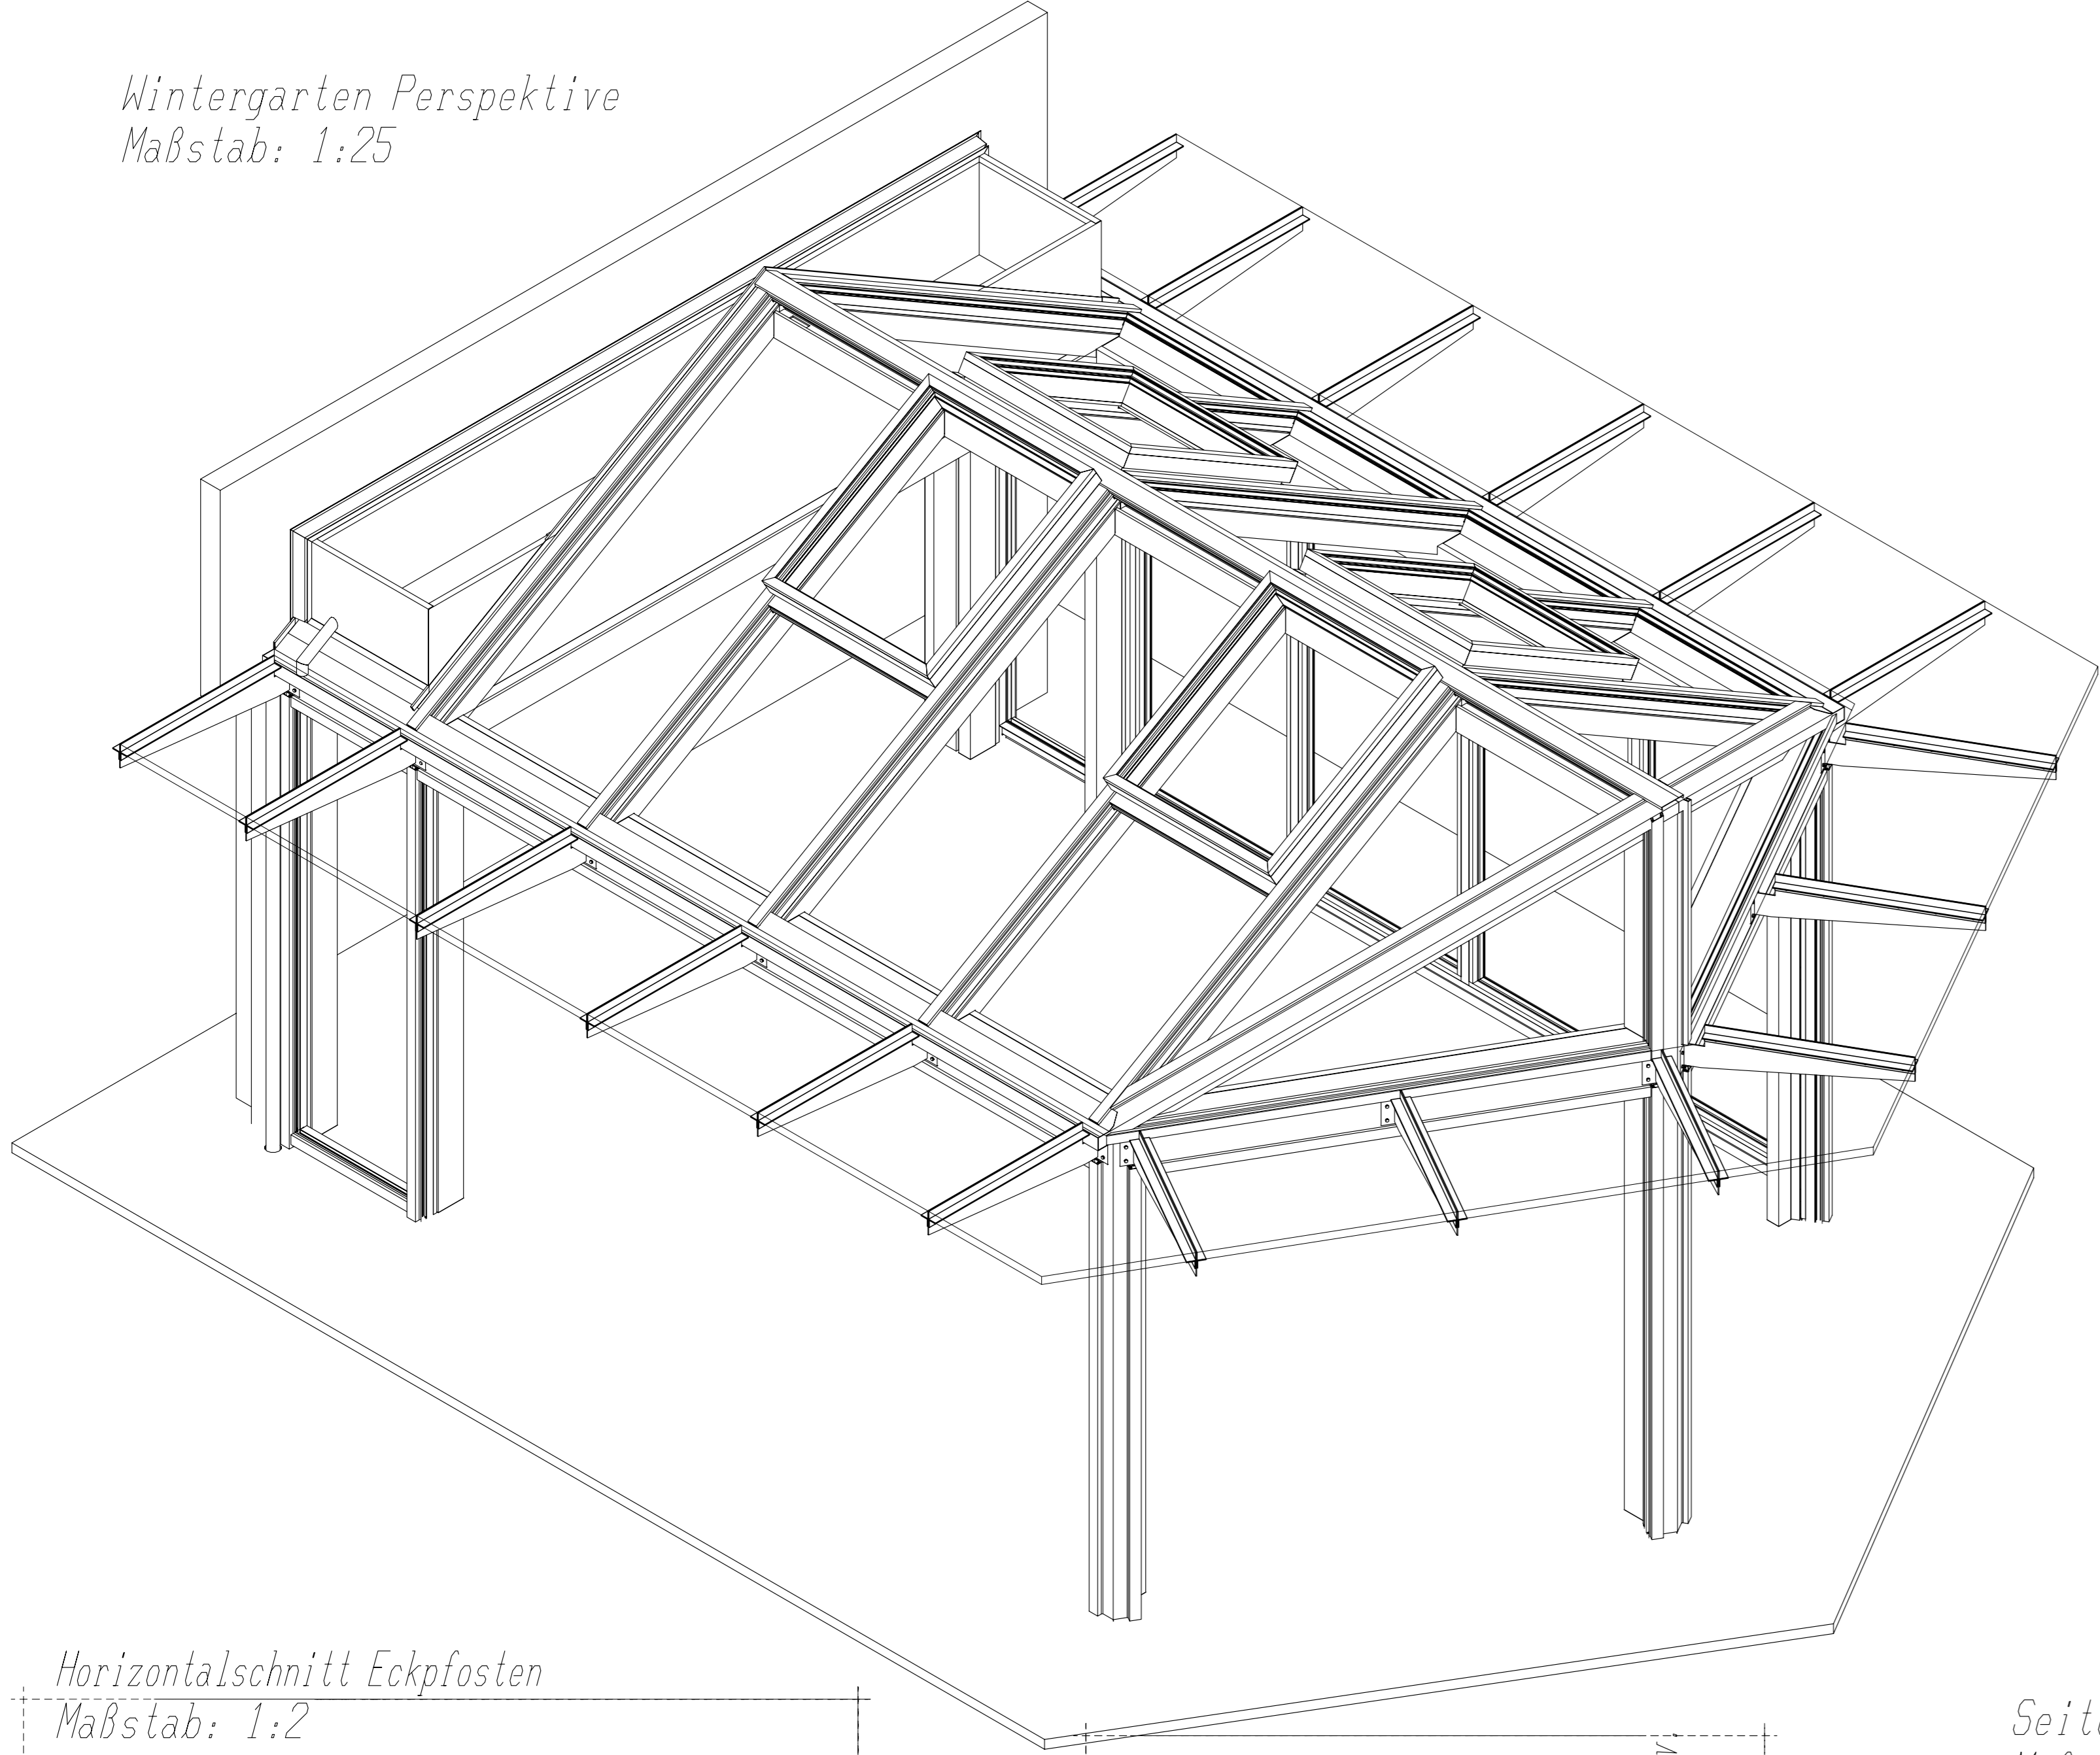 Wintergarten Perspektive
Maßstab: 1:25
Horizontalschnitt Eckpfosten
Maßstab: 1:2